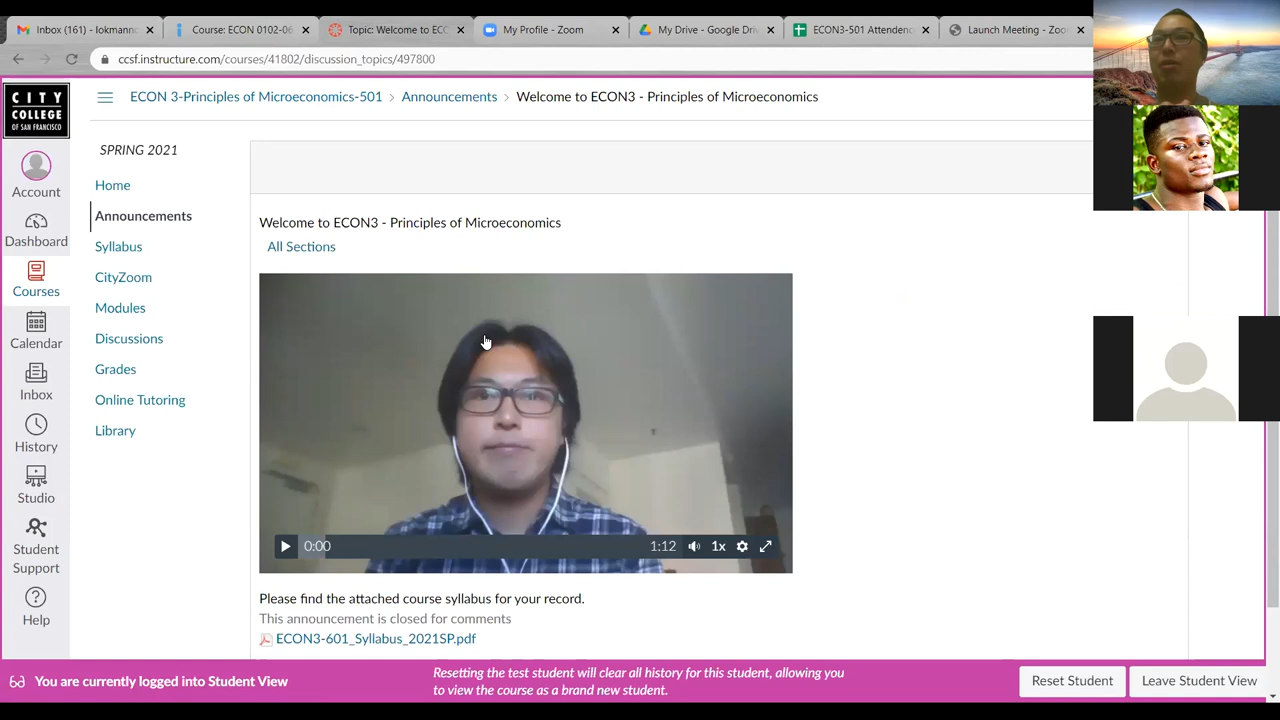 Inbox (161) - lokmann
Course: ECON 0102-06
Topic: Welcome to ECC
My Profile - Zoom
My Drive - Google Dri
ECON3-501 Attendenc
Launch Meeting - Zoo
ccsf.instructure.com/courses/41802/discussion_topics/497800
CITY
COLLEGE
OF SAN FRANCISCO
ECON 3-Principles of Microeconomics-501 > Announcements > Welcome to ECON3 - Principles of Microeconomics
SPRING 2021
Account
Dashboard
Courses
Calendar
Inbox
History
Studio
Student
Support
Help
Home
Announcements
Syllabus
CityZoom
Modules
Discussions
Grades
Online Tutoring
Library
Welcome to ECON3 - Principles of Microeconomics
All Sections
0:00 1:12 1x
Please find the attached course syllabus for your record.
This announcement is closed for comments
ECON3-601_Syllabus_2021SP.pdf
You are currently logged into Student View
Resetting the test student will clear all history for this student, allowing you
to view the course as a brand new student.
Reset Student
Leave Student View